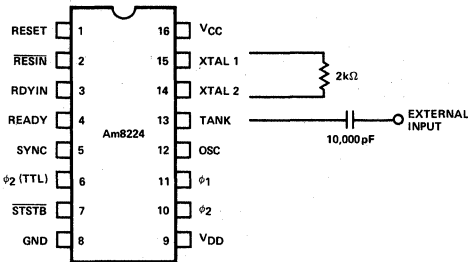 RESET 1 16 VCC
RESIN 2 15 XTAL 1
2kΩ
RDYIN 3 14 XTAL 2
READY 4 13 TANK
EXTERNAL
INPUT
10,000pF
Am8224
SYNC 5 12 OSC
ϕ2 (TTL) 6 11 ϕ1
STSTB 7 10 ϕ2
GND 8 9 VDD